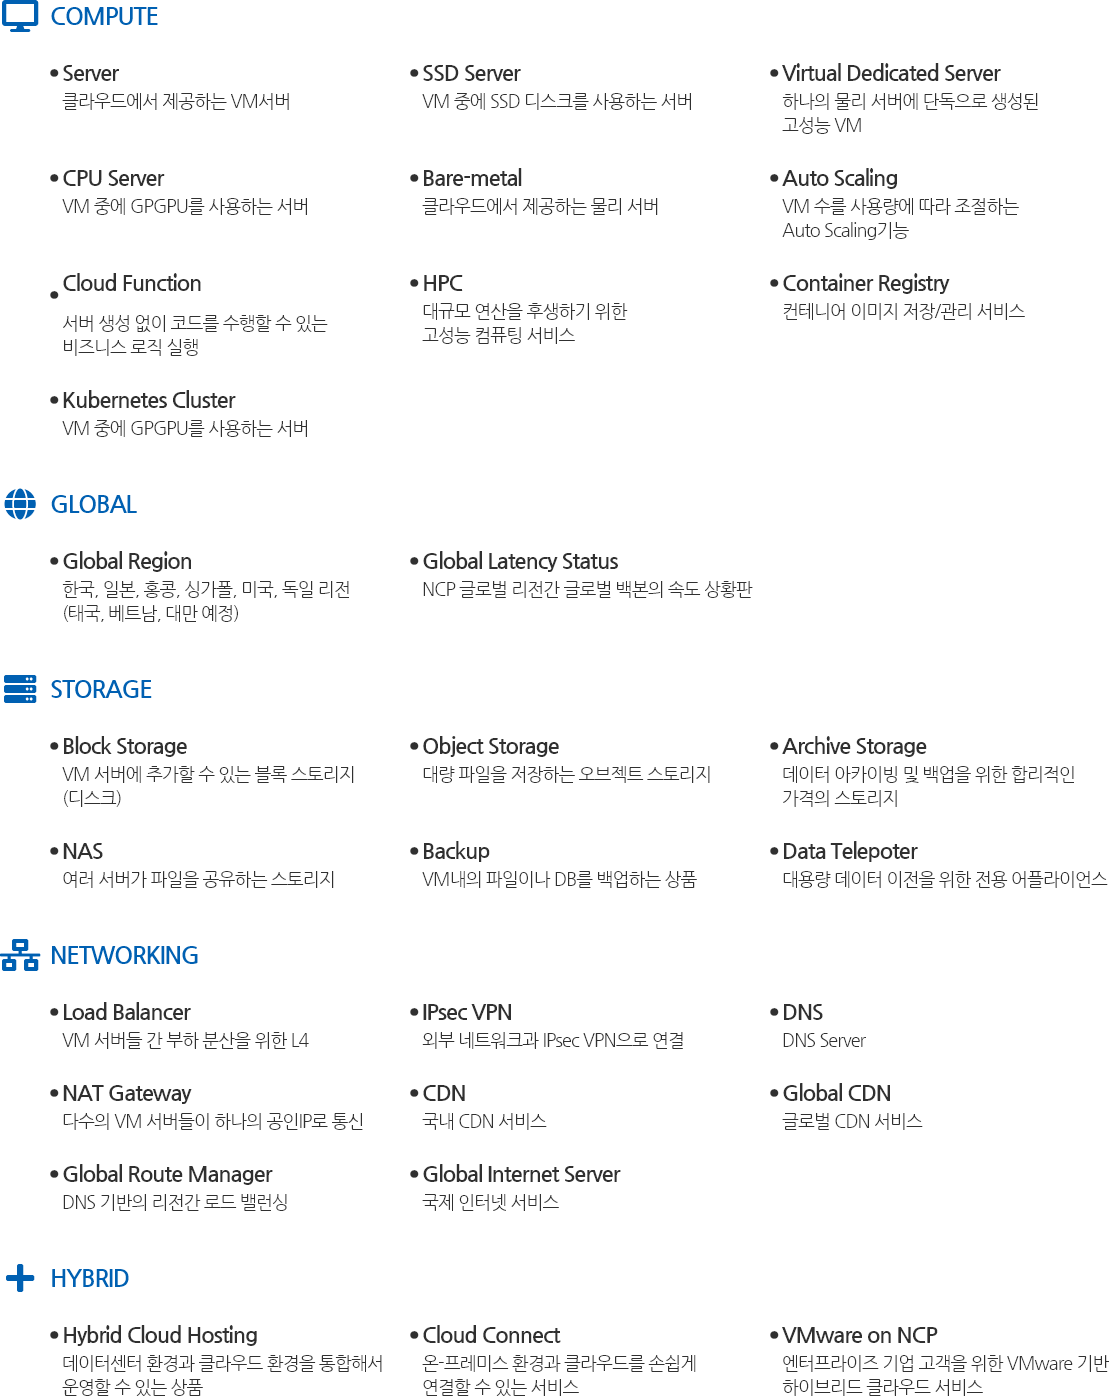 COMPUTE
• Server
클라우드에서 제공하는 VM서버
• SSD Server
VM 중에 SSD 디스크를 사용하는 서버
• Virtual Dedicated Server
하나의 물리 서버에 단독으로 생성된
고성능 VM
• CPU Server
VM 중에 GPGPU를 사용하는 서버
• Bare-metal
클라우드에서 제공하는 물리 서버
• Auto Scaling
VM 수를 사용량에 따라 조절하는
Auto Scaling기능
• Cloud Function
서버 생성 없이 코드를 수행할 수 있는
비즈니스 로직 실행
• HPC
대규모 연산을 후생하기 위한
고성능 컴퓨팅 서비스
• Container Registry
컨테니어 이미지 저장/관리 서비스
• Kubernetes Cluster
VM 중에 GPGPU를 사용하는 서버
GLOBAL
• Global Region
한국, 일본, 홍콩, 싱가폴, 미국, 독일 리전
(태국, 베트남, 대만 예정)
• Global Latency Status
NCP 글로벌 리전간 글로벌 백본의 속도 상황판
STORAGE
• Block Storage
VM 서버에 추가할 수 있는 블록 스토리지
(디스크)
• Object Storage
대량 파일을 저장하는 오브젝트 스토리지
• Archive Storage
데이터 아카이빙 및 백업을 위한 합리적인
가격의 스토리지
• NAS
여러 서버가 파일을 공유하는 스토리지
• Backup
VM내의 파일이나 DB를 백업하는 상품
• Data Telepoter
대용량 데이터 이전을 위한 전용 어플라이언스
NETWORKING
• Load Balancer
VM 서버들 간 부하 분산을 위한 L4
• IPsec VPN
외부 네트워크과 IPsec VPN으로 연결
• DNS
DNS Server
• NAT Gateway
다수의 VM 서버들이 하나의 공인IP로 통신
• CDN
국내 CDN 서비스
• Global CDN
글로벌 CDN 서비스
• Global Route Manager
DNS 기반의 리전간 로드 밸런싱
• Global Internet Server
국제 인터넷 서비스
HYBRID
• Hybrid Cloud Hosting
데이터센터 환경과 클라우드 환경을 통합해서
운영할 수 있는 상품
• Cloud Connect
온-프레미스 환경과 클라우드를 손쉽게
연결할 수 있는 서비스
• VMware on NCP
엔터프라이즈 기업 고객을 위한 VMware 기반
하이브리드 클라우드 서비스